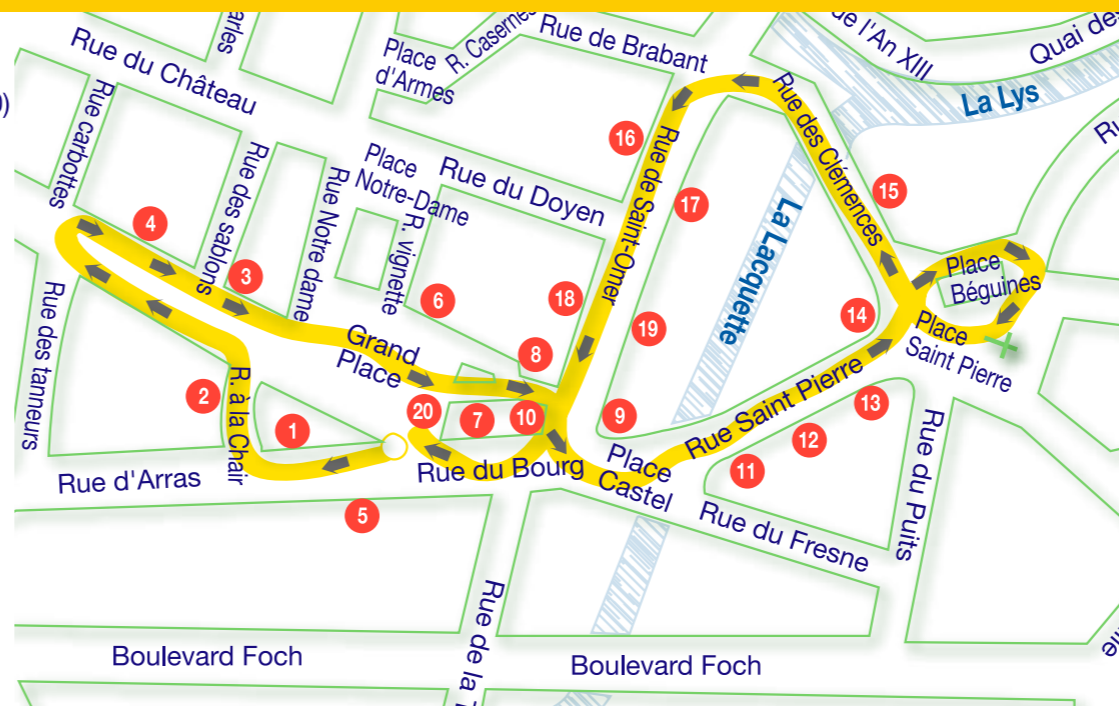 arles
Rue du Château
Place
d'Armes
R. Casernes
Rue de Brabant
ue l'An XIII
Quai des
La Lys
)
Rue carbottes
Rue des sablons
Rue Notre dame
Place
Notre-Dame
R. vignette
Rue du Doyen
16
Rue de Saint-Omer
17
La Lacquette
Rue des Clémences
15
Ru
4
3
6
18
19
14
8
Place
Béguines
Place
Saint Pierre
Rue des tanneurs
Grand
Place
2
R. à la Chair
1
20
7
10
9
Rue d'Arras
Rue du Bourg
Place
Castel
Rue Saint Pierre
11
12
13
Rue du Puits
5
Rue du Fresne
Rue de la T
Boulevard Foch
Boulevard Foch